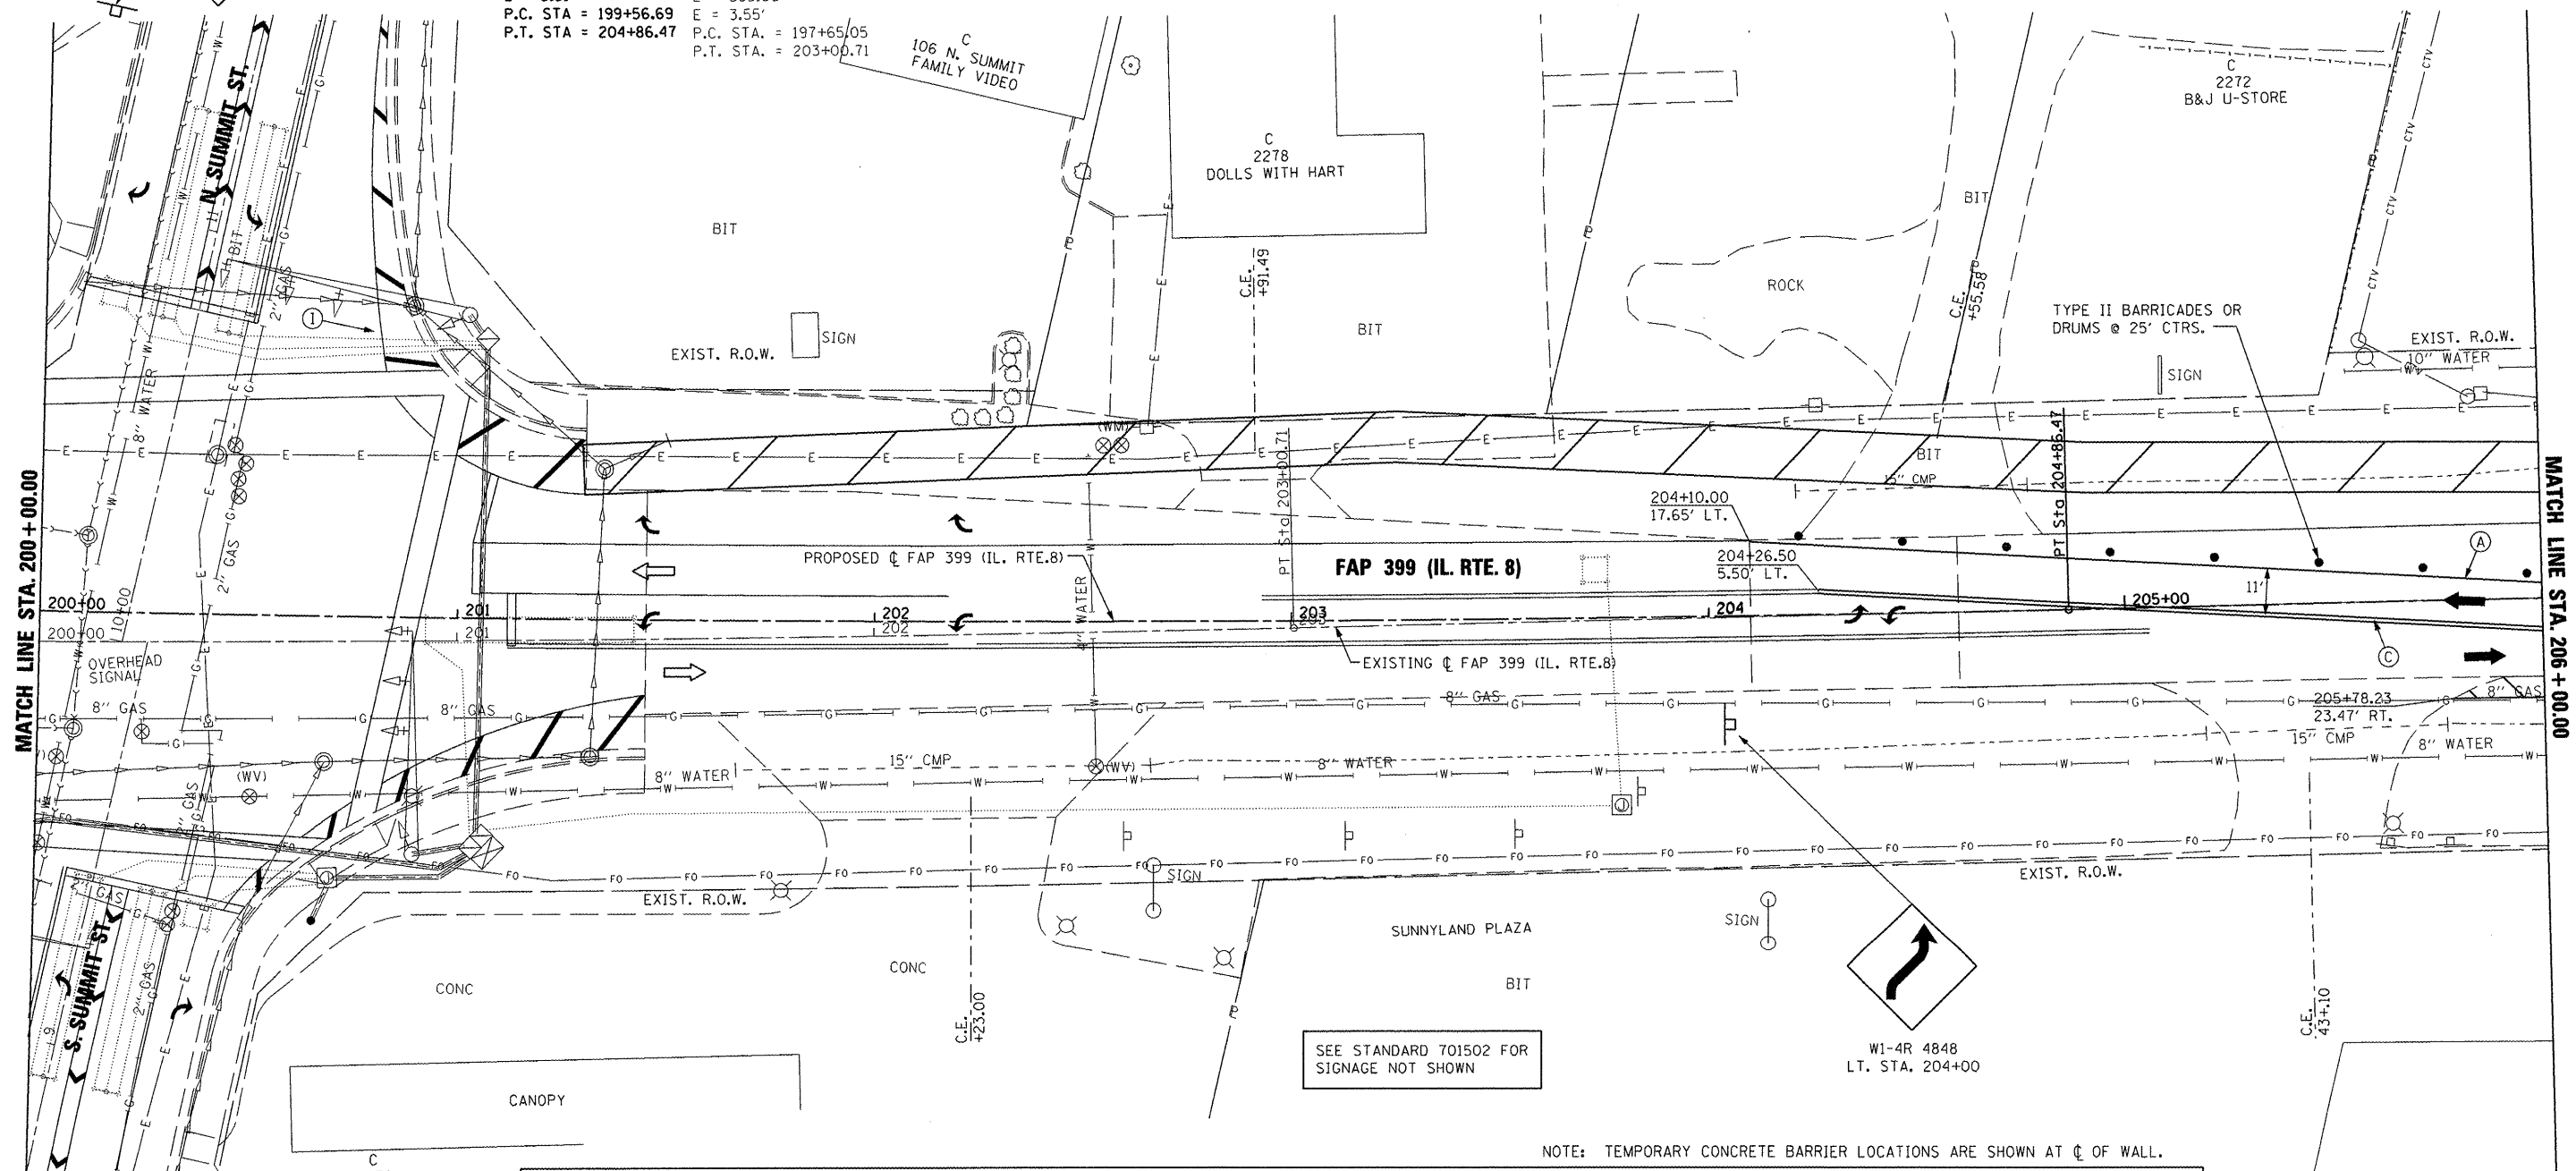 P.C. STA = 199+56.69
P.T. STA = 204+86.47
E = 3.55'
P.C. STA. = 197+65.05
P.T. STA. = 203+00.71
C
106 N. SUMMIT
FAMILY VIDEO
C
2278
DOLLS WITH HART
C
2272
B&J U-STORE
N. SUMMIT ST.
BIT
BIT
BIT
BIT
ROCK
C.E.
+91.49
C.E.
+55.58
TYPE II BARRICADES OR
DRUMS @ 25' CTRS.
EXIST. R.O.W.
10" WATER
SIGN
SIGN
EXIST. R.O.W.
2" GAS
8" WATER
11
1
(WM)
BIT
15" CMP
PT Sta 203+00.71
PT Sta 204+86.47
204+10.00
17.65' LT.
204+26.50
5.50' LT.
PROPOSED ℄ FAP 399 (IL. RTE.8)
FAP 399 (IL. RTE. 8)
EXISTING ℄ FAP 399 (IL. RTE.8)
A
C
11'
MATCH LINE STA. 200+00.00
MATCH LINE STA. 206+00.00
200+00
201
202
203
204
205+00
200+00
201
202
203
10+00
2" GAS
4" WATER
OVERHEAD
SIGNAL
8" GAS
8" GAS
8" GAS
8" GAS
205+78.23
23.47' RT.
15" CMP
15" CMP
8" WATER
8" WATER
8" WATER
(WV)
(WV)
2" GAS
GAS
2" GAS
S. SUMMIT ST.
9
EXIST. R.O.W.
EXIST. R.O.W.
SIGN
SIGN
SUNNYLAND PLAZA
CONC
CONC
BIT
C.E.
+23.00
C.E.
43+.10
W1-4R 4848
LT. STA. 204+00
SEE STANDARD 701502 FOR
SIGNAGE NOT SHOWN
CANOPY
C
NOTE: TEMPORARY CONCRETE BARRIER LOCATIONS ARE SHOWN AT ℄ OF WALL.